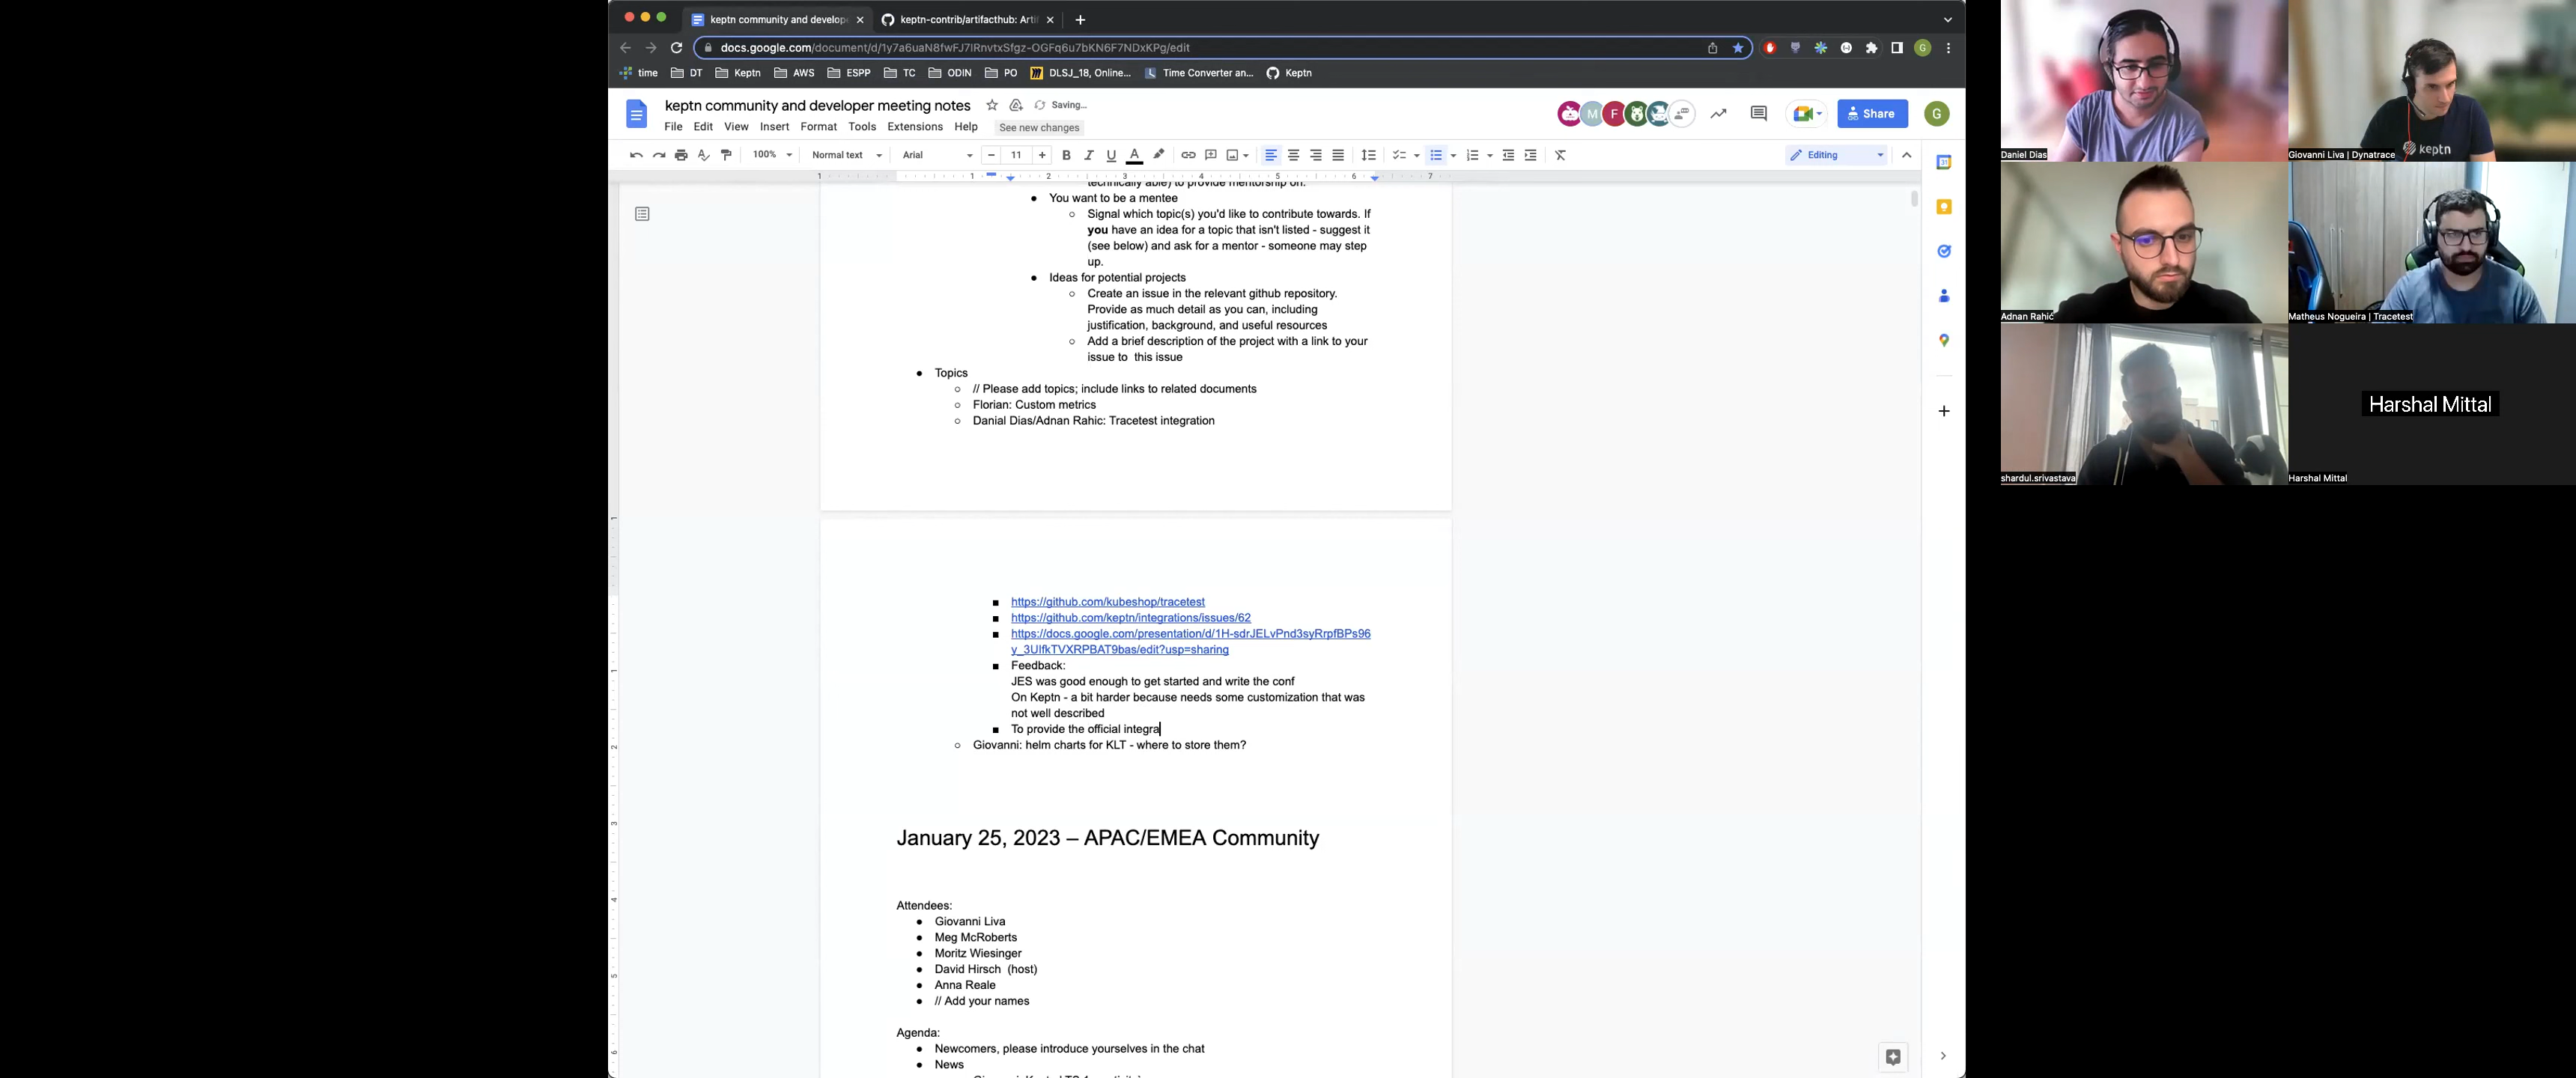 keptn community and develope
keptn-contrib/artifacthub: Arti
docs.google.com/document/d/1y7a6uaN8fwFJ7lRnvtxSfgz-OGFq6u7bKN6F7NDxKPg/edit
time DT Keptn AWS ESPP TC ODIN PO DLSJ_18, Online... Time Converter an... Keptn
keptn community and developer meeting notes Saving...
File Edit View Insert Format Tools Extensions Help See new changes
M F Share G
100% Normal text Arial 11 Editing
technically able) to provide mentorship on.
● You want to be a mentee
○ Signal which topic(s) you'd like to contribute towards. If
you have an idea for a topic that isn't listed - suggest it
(see below) and ask for a mentor - someone may step
up.
● Ideas for potential projects
○ Create an issue in the relevant github repository.
Provide as much detail as you can, including
justification, background, and useful resources
○ Add a brief description of the project with a link to your
issue to  this issue
● Topics
○ // Please add topics; include links to related documents
○ Florian: Custom metrics
○ Danial Dias/Adnan Rahic: Tracetest integration
■ https://github.com/kubeshop/tracetest
■ https://github.com/keptn/integrations/issues/62
■ https://docs.google.com/presentation/d/1H-sdrJELvPnd3syRrpfBPs96
y_3UIfkTVXRPBAT9bas/edit?usp=sharing
■ Feedback:
JES was good enough to get started and write the conf
On Keptn - a bit harder because needs some customization that was
not well described
■ To provide the official integra
○ Giovanni: helm charts for KLT - where to store them?
January 25, 2023 – APAC/EMEA Community
Attendees:
● Giovanni Liva
● Meg McRoberts
● Moritz Wiesinger
● David Hirsch  (host)
● Anna Reale
● // Add your names
Agenda:
● Newcomers, please introduce yourselves in the chat
● News
Daniel Dias
keptn
Giovanni Liva | Dynatrace
Adnan Rahić
Matheus Nogueira | Tracetest
shardul.srivastava
Harshal Mittal
Harshal Mittal